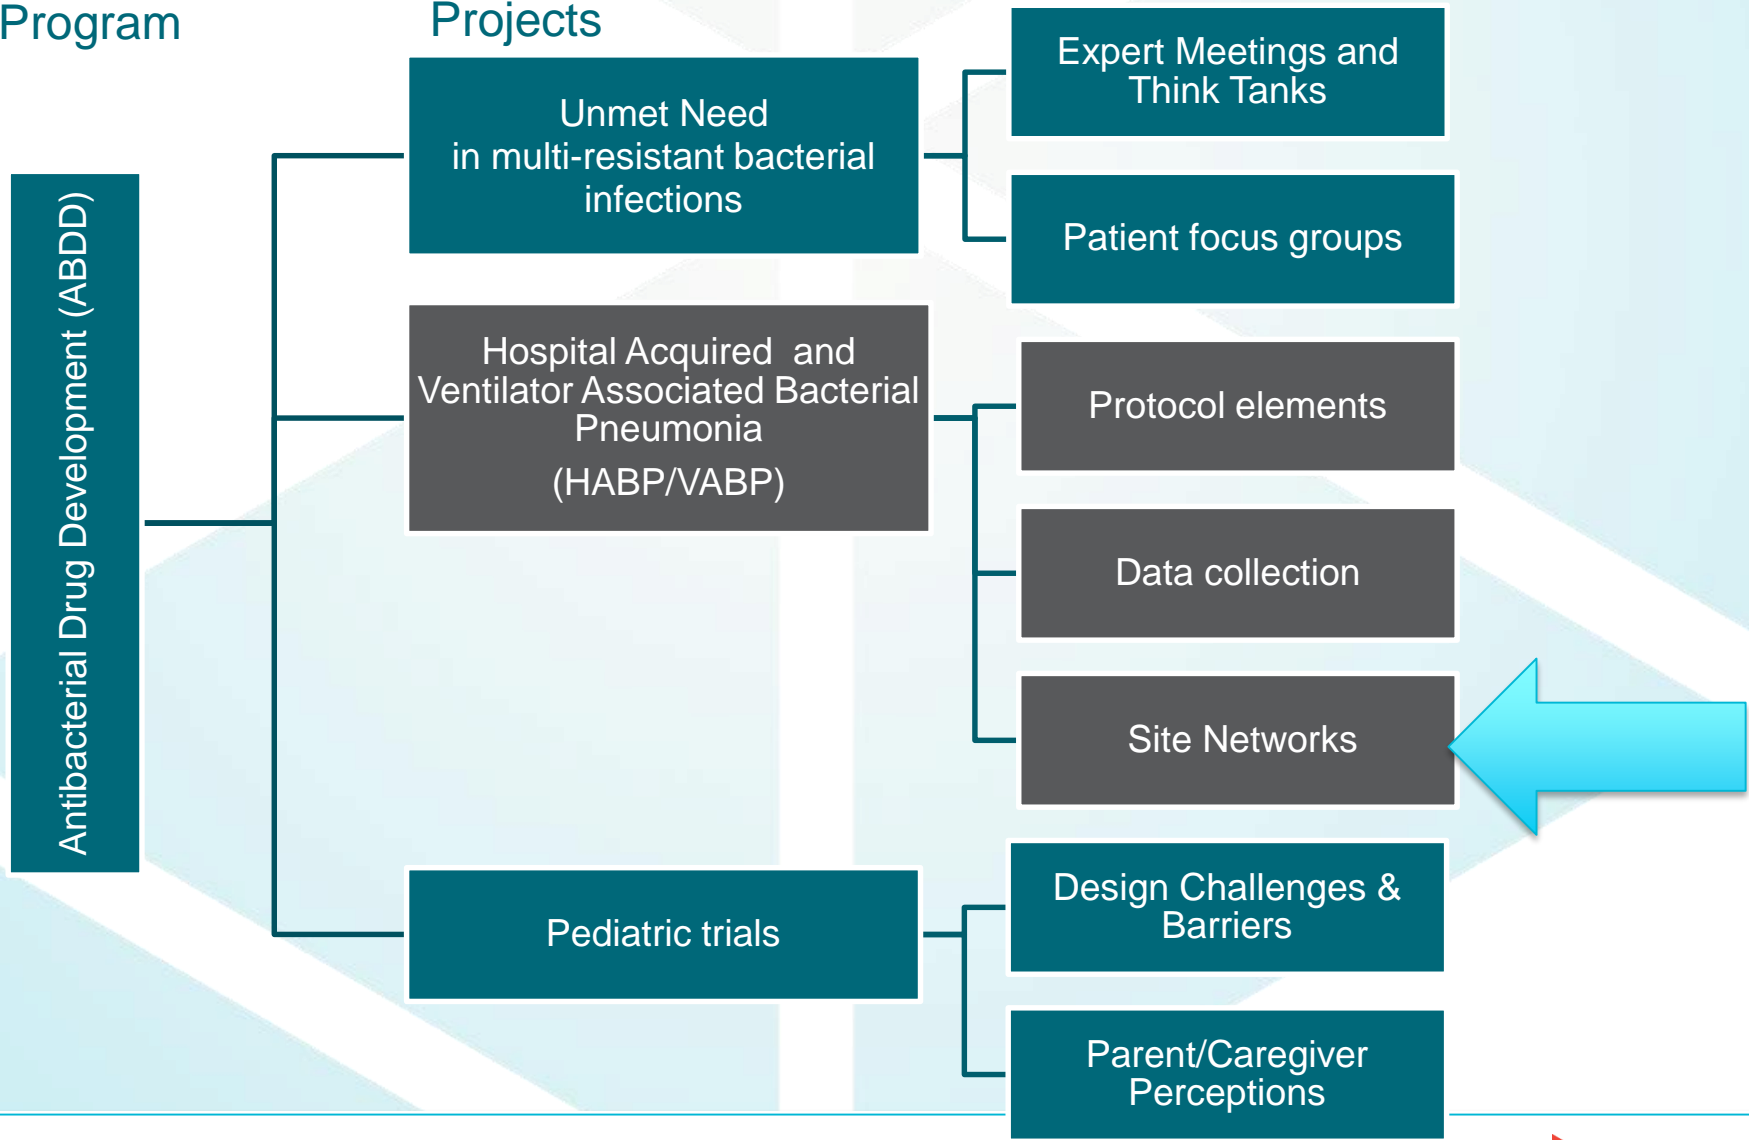 Program
Projects
Antibacterial Drug Development (ABDD)
Unmet Need
in multi-resistant bacterial
infections
Expert Meetings and
Think Tanks
Patient focus groups
Hospital Acquired  and
Ventilator Associated Bacterial
Pneumonia
(HABP/VABP)
Protocol elements
Data collection
Site Networks
Pediatric trials
Design Challenges &
Barriers
Parent/Caregiver
Perceptions